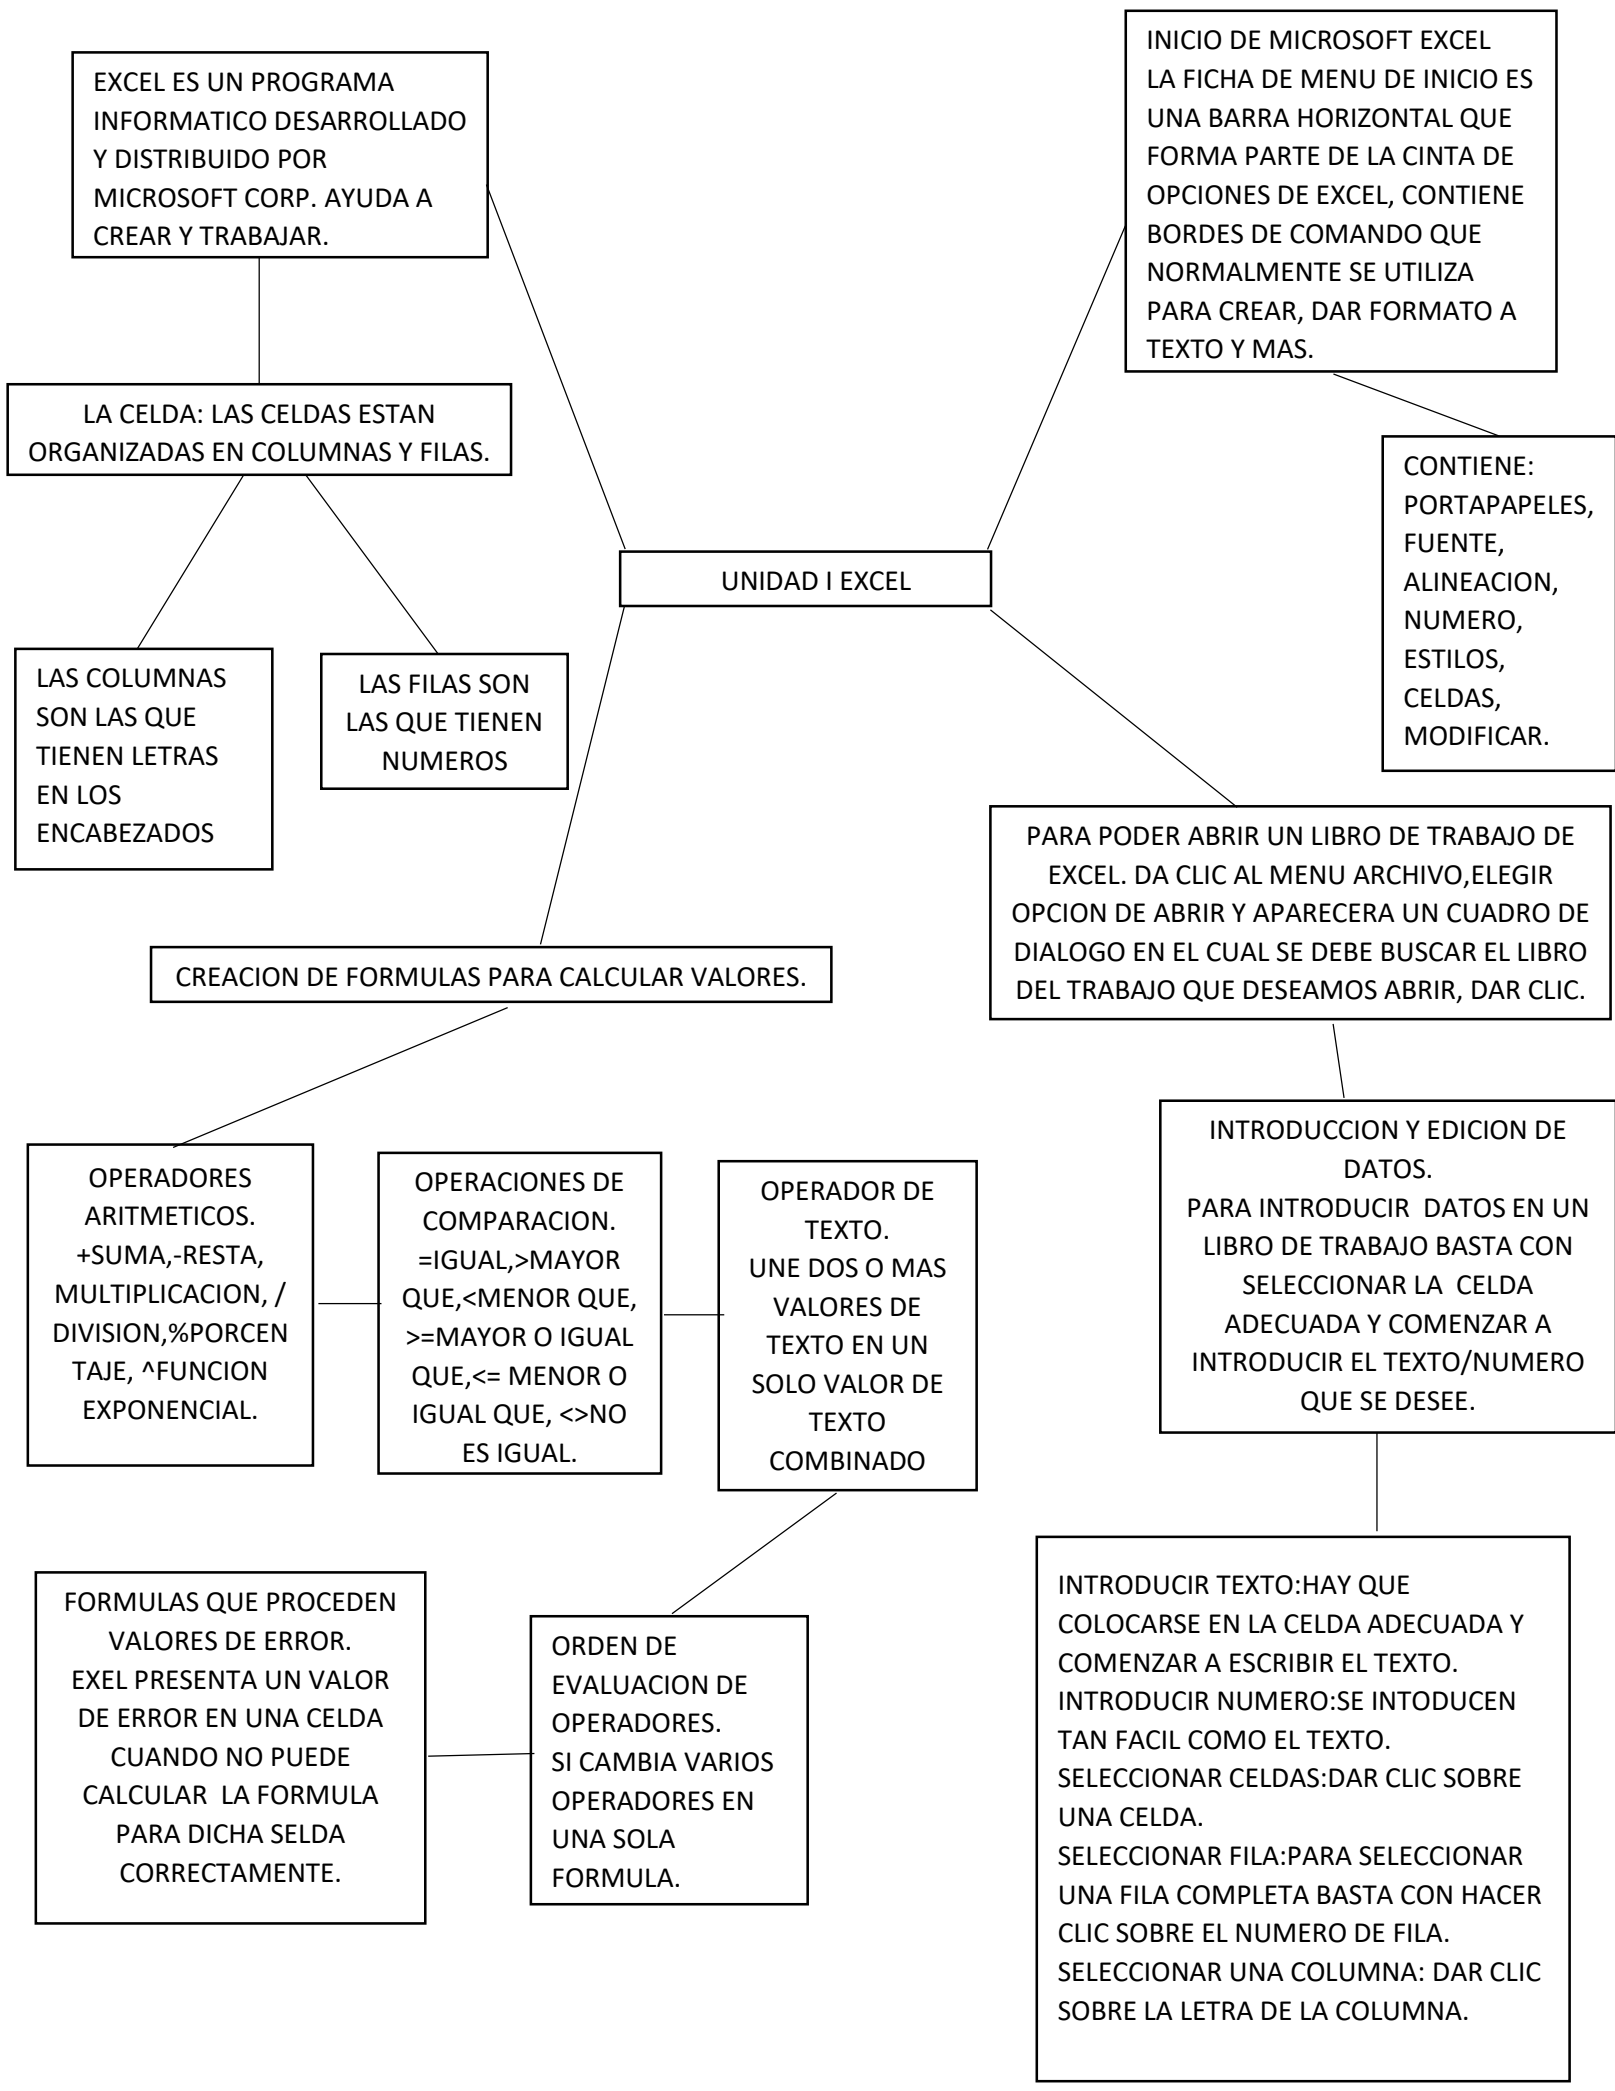 EXCEL ES UN PROGRAMA
INFORMATICO DESARROLLADO
Y DISTRIBUIDO POR
MICROSOFT CORP. AYUDA A
CREAR Y TRABAJAR.
INICIO DE MICROSOFT EXCEL
LA FICHA DE MENU DE INICIO ES
UNA BARRA HORIZONTAL QUE
FORMA PARTE DE LA CINTA DE
OPCIONES DE EXCEL, CONTIENE
BORDES DE COMANDO QUE
NORMALMENTE SE UTILIZA
PARA CREAR, DAR FORMATO A
TEXTO Y MAS.
LA CELDA: LAS CELDAS ESTAN
ORGANIZADAS EN COLUMNAS Y FILAS.
CONTIENE:
PORTAPAPELES,
FUENTE,
ALINEACION,
NUMERO,
ESTILOS,
CELDAS,
MODIFICAR.
UNIDAD I EXCEL
LAS COLUMNAS
SON LAS QUE
TIENEN LETRAS
EN LOS
ENCABEZADOS
LAS FILAS SON
LAS QUE TIENEN
NUMEROS
PARA PODER ABRIR UN LIBRO DE TRABAJO DE
EXCEL. DA CLIC AL MENU ARCHIVO,ELEGIR
OPCION DE ABRIR Y APARECERA UN CUADRO DE
DIALOGO EN EL CUAL SE DEBE BUSCAR EL LIBRO
DEL TRABAJO QUE DESEAMOS ABRIR, DAR CLIC.
CREACION DE FORMULAS PARA CALCULAR VALORES.
OPERADORES
ARITMETICOS.
+SUMA,-RESTA,
MULTIPLICACION, /
DIVISION,%PORCEN
TAJE, ^FUNCION
EXPONENCIAL.
OPERACIONES DE
COMPARACION.
=IGUAL,>MAYOR
QUE,<MENOR QUE,
>=MAYOR O IGUAL
QUE,<= MENOR O
IGUAL QUE, <>NO
ES IGUAL.
OPERADOR DE
TEXTO.
UNE DOS O MAS
VALORES DE
TEXTO EN UN
SOLO VALOR DE
TEXTO
COMBINADO
INTRODUCCION Y EDICION DE
DATOS.
PARA INTRODUCIR  DATOS EN UN
LIBRO DE TRABAJO BASTA CON
SELECCIONAR LA  CELDA
ADECUADA Y COMENZAR A
INTRODUCIR EL TEXTO/NUMERO
QUE SE DESEE.
FORMULAS QUE PROCEDEN
VALORES DE ERROR.
EXEL PRESENTA UN VALOR
DE ERROR EN UNA CELDA
CUANDO NO PUEDE
CALCULAR  LA FORMULA
PARA DICHA SELDA
CORRECTAMENTE.
ORDEN DE
EVALUACION DE
OPERADORES.
SI CAMBIA VARIOS
OPERADORES EN
UNA SOLA
FORMULA.
INTRODUCIR TEXTO:HAY QUE
COLOCARSE EN LA CELDA ADECUADA Y
COMENZAR A ESCRIBIR EL TEXTO.
INTRODUCIR NUMERO:SE INTODUCEN
TAN FACIL COMO EL TEXTO.
SELECCIONAR CELDAS:DAR CLIC SOBRE
UNA CELDA.
SELECCIONAR FILA:PARA SELECCIONAR
UNA FILA COMPLETA BASTA CON HACER
CLIC SOBRE EL NUMERO DE FILA.
SELECCIONAR UNA COLUMNA: DAR CLIC
SOBRE LA LETRA DE LA COLUMNA.